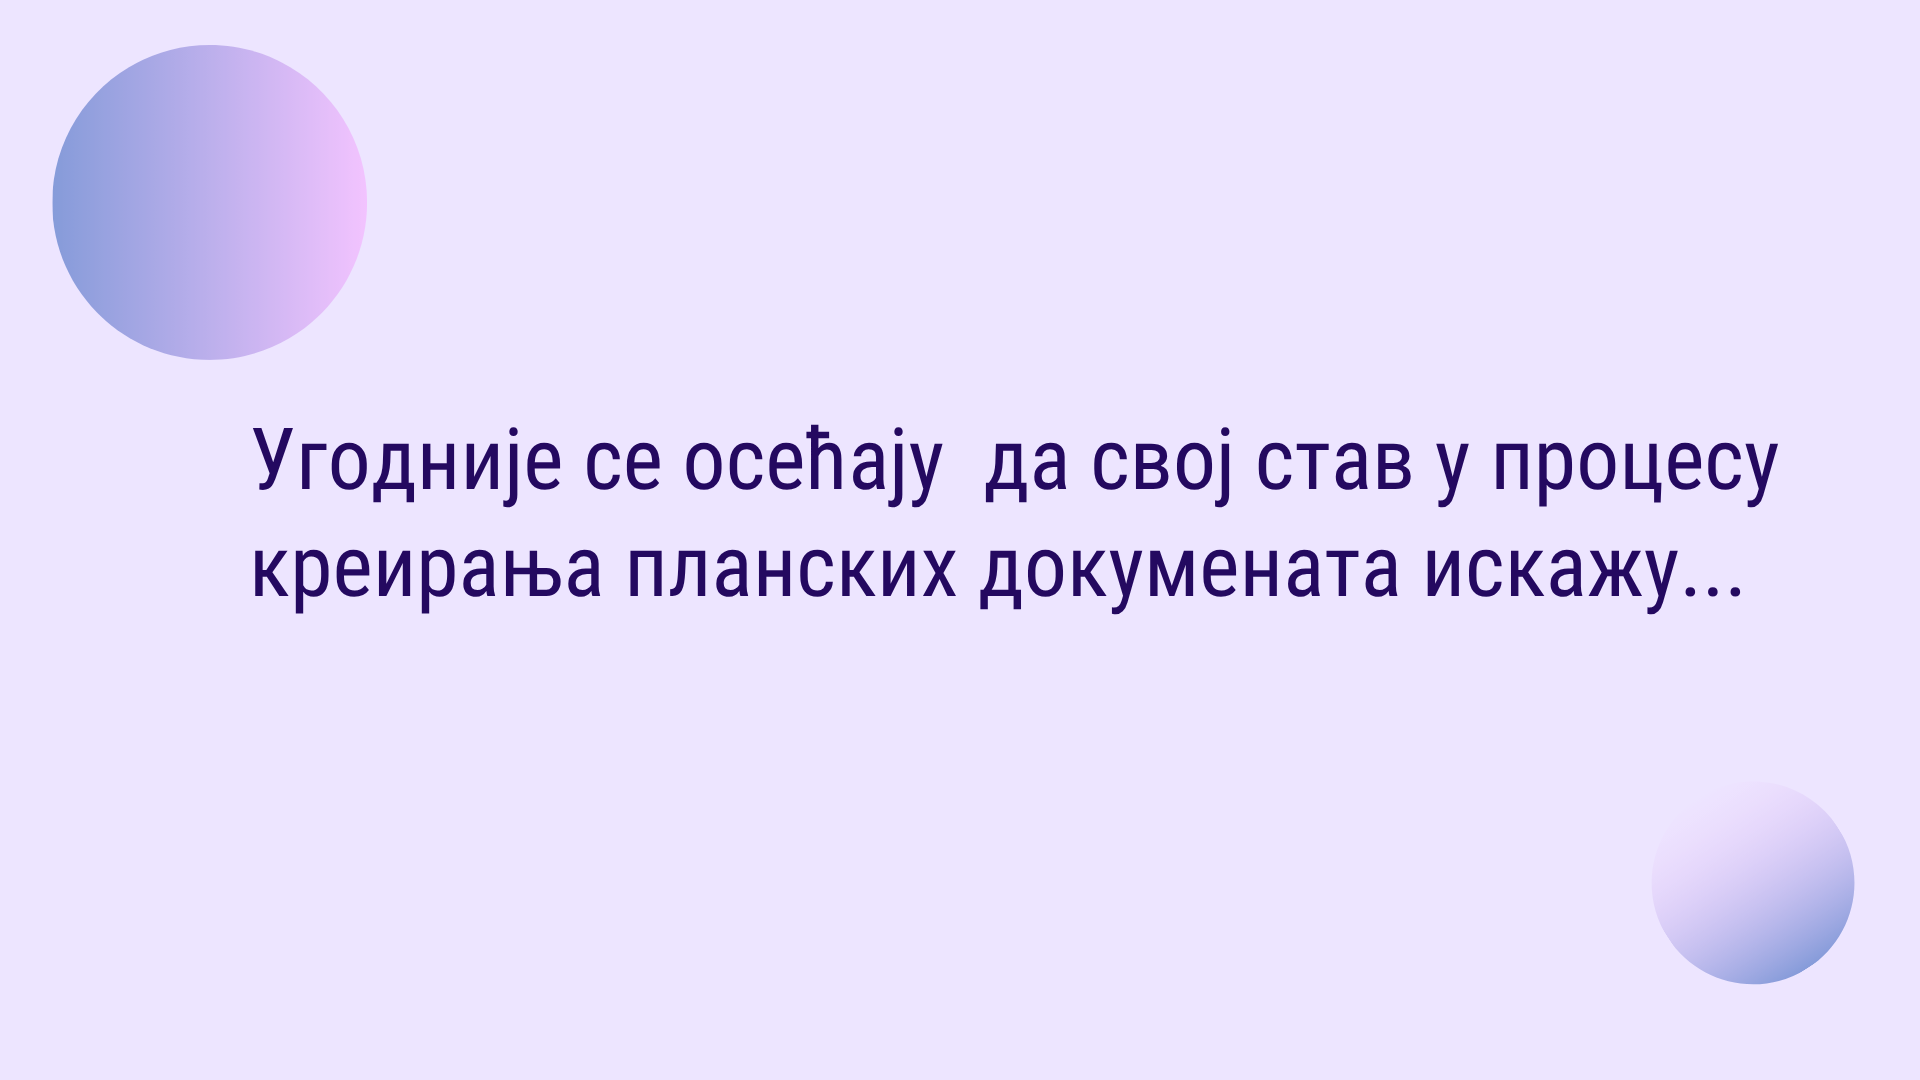 Угодније се осећају  да свој став у процесу
креирања планских докумената искажу...